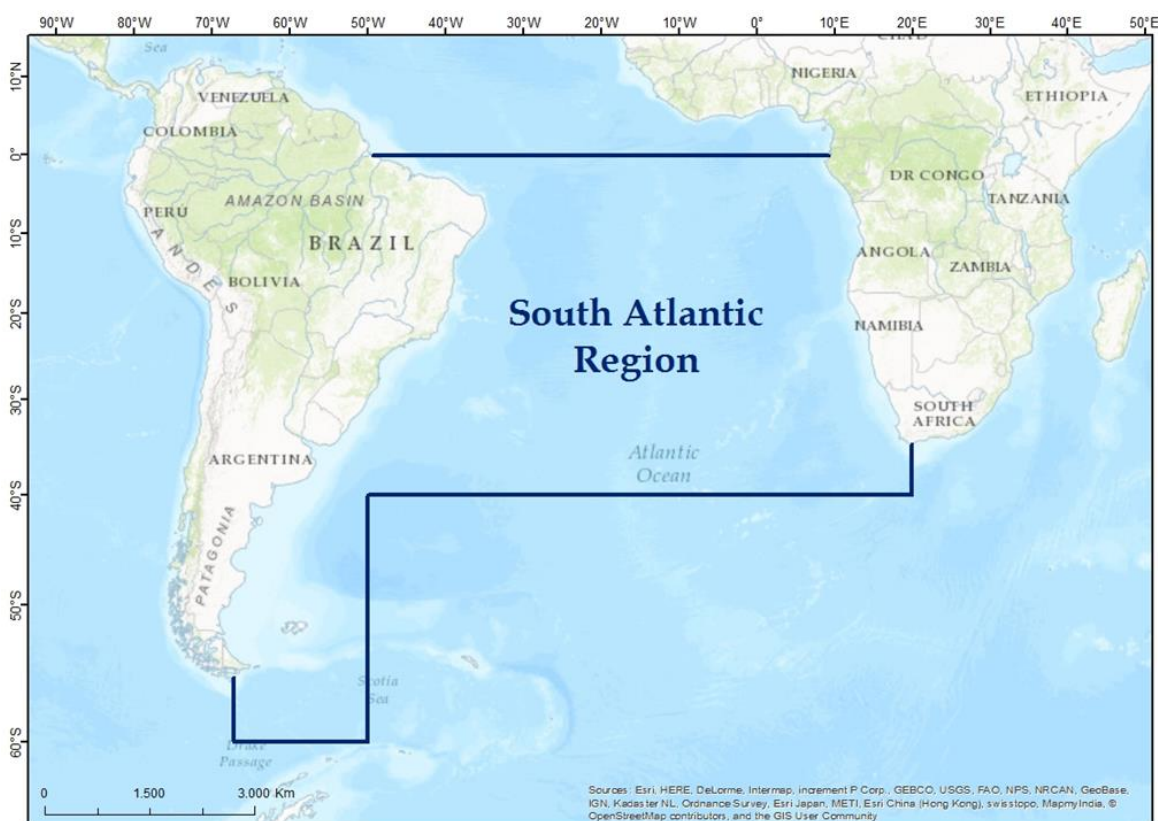 90°W 80°W 70°W 60°W 50°W 40°W 30°W 20°W 10°W 0° 10°E 20°E 30°E 40°E 50°E
Sea
CHAD
10°N
NIGERIA
VENEZUELA
ETHIOPIA
COLOMBIA
0°
DR CONGO
AMAZON BASIN
TANZANIA
PERU
10°S
BRAZIL
ANDES
ANGOLA
ZAMBIA
BOLIVIA
20°S
South Atlantic
Region
NAMIBIA
30°S
SOUTH
AFRICA
ARGENTINA
Atlantic
Ocean
40°S
PATAGONIA
50°S
Scotia
Sea
60°S
Drake
Passage
0 1.500 3.000 Km
Sources: Esri, HERE, DeLorme, Intermap, increment P Corp., GEBCO, USGS, FAO, NPS, NRCAN, GeoBase,
IGN, Kadaster NL, Ordnance Survey, Esri Japan, METI, Esri China (Hong Kong), swisstopo, MapmyIndia, ©
OpenStreetMap contributors, and the GIS User Community